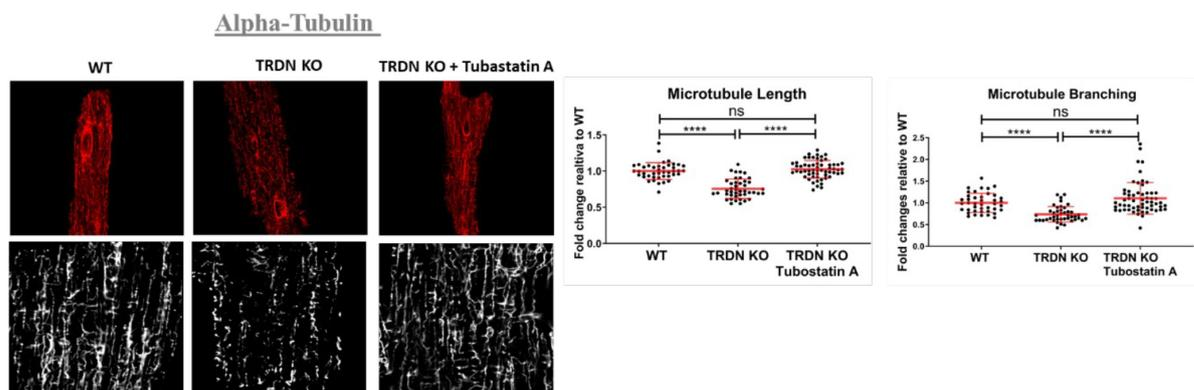 Alpha-Tubulin
WT
TRDN KO
TRDN KO + Tubastatin A
Microtubule Length
ns
**** ****
Fold change realtiva to WT
1.5
1.0
0.5
0.0
WT
TRDN KO
TRDN KO
Tubostatin A
Microtubule Branching
ns
**** ****
Fold changes relative to WT
2.5
2.0
1.5
1.0
0.5
0.0
WT
TRDN KO
TRDN KO
Tubostatin A